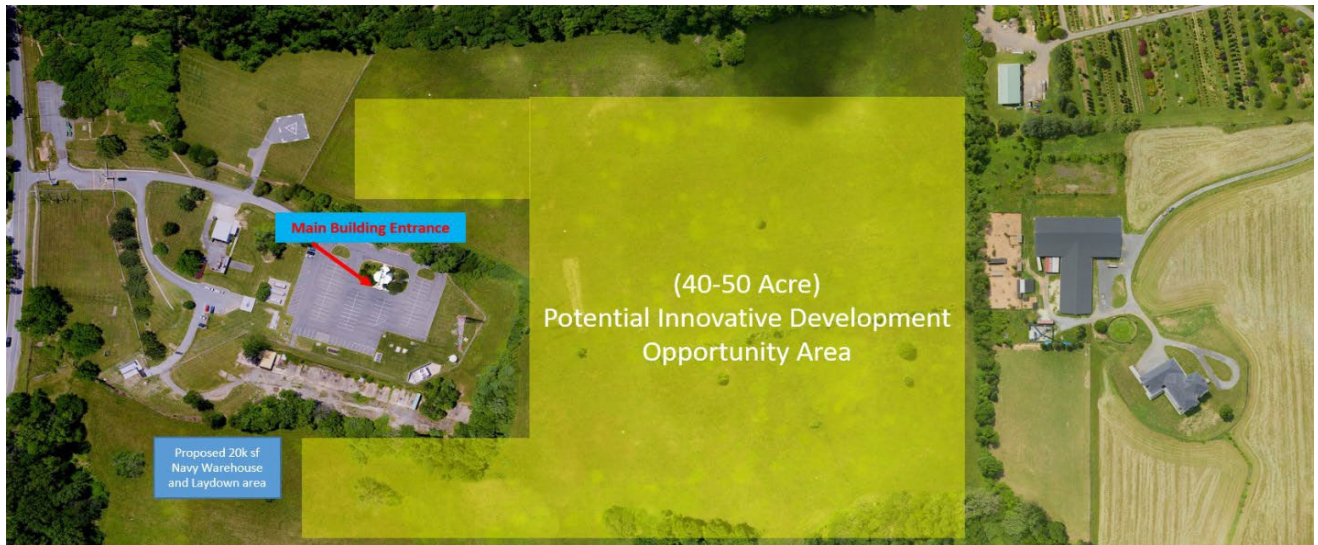 Main Building Entrance
(40-50 Acre)
Potential Innovative Development
Opportunity Area
Proposed 20k sf
Navy Warehouse
and Laydown area